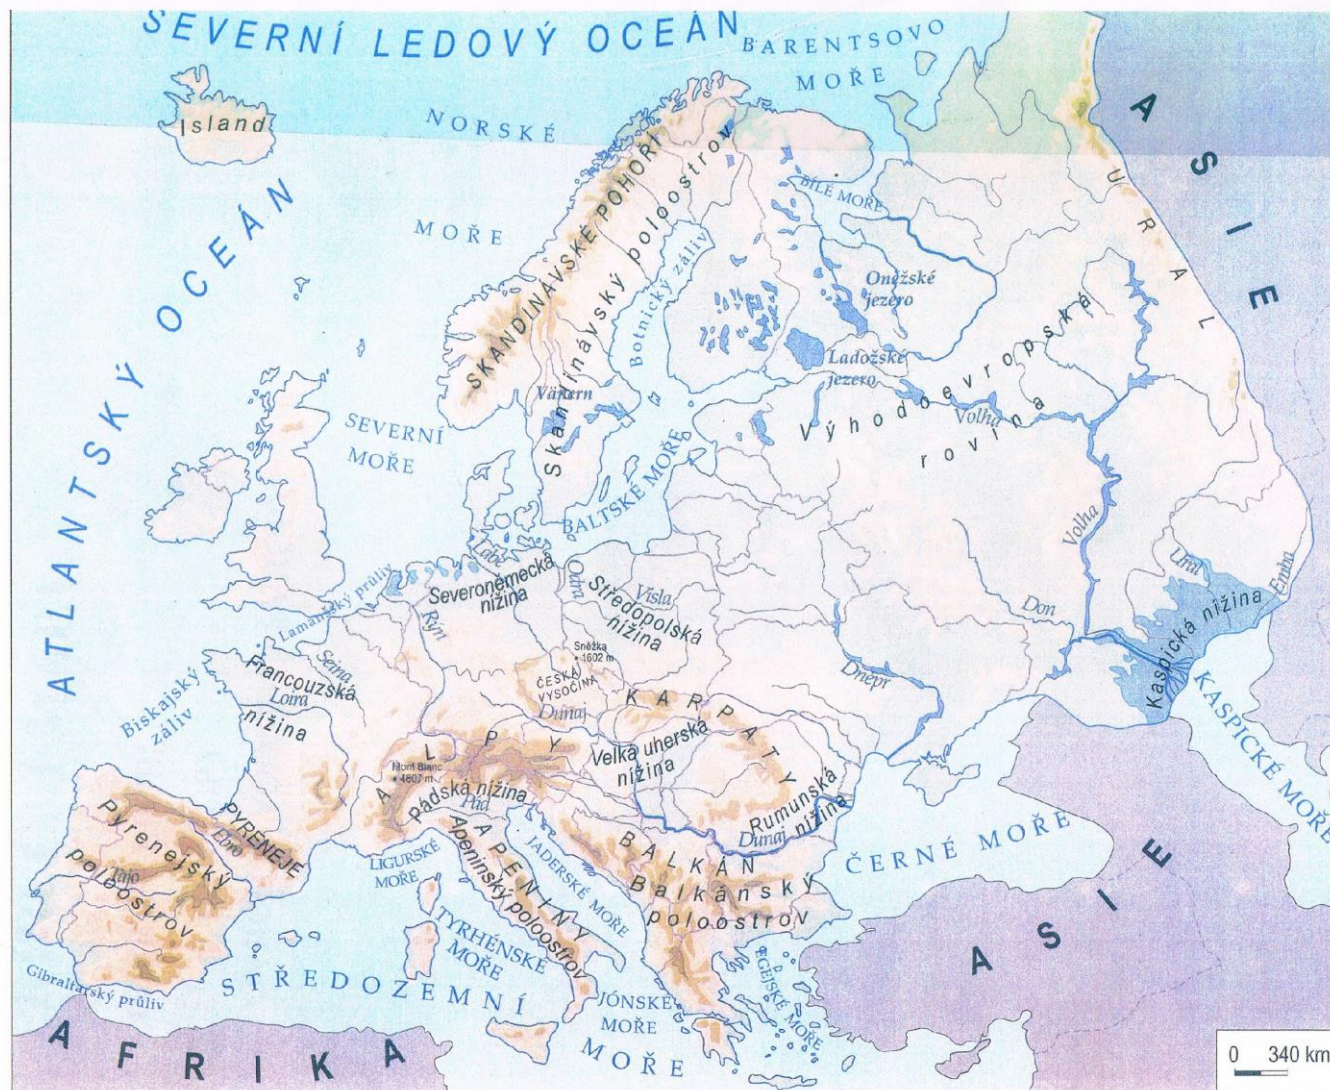 SEVERNÍ LEDOVÝ OCEÁN
BARENTSOVO
MOŘE
Island
NORSKÉ
MOŘE
ATLANTSKÝ OCEÁN
SKANDINÁVSKÉ POHOŘÍ
Skandinávský poloostrov
Botnický záliv
BÍLÉ MOŘE
URAL
ASIE
Oněžské
jezero
Ladožské
jezero
Výhodoevropská
rovina
Volha
Vänern
SEVERNÍ
MOŘE
BALTSKÉ MOŘE
Volha
Ural
Emba
Don
Kaspická nížina
KASPICKÉ MOŘE
Labe
Lamanšský průliv
Severoněmecká
nížina
Rýn
Odra
Visla
Středopolská
nížina
Sněžka
1602 m
ČESKÁ
VYSOČINA
Dněpr
Seina
Francouzská
Loira
nížina
Biskajský
záliv
Dunaj
KARPATY
ALPY
Mont Blanc
4807 m
Velká uherská
nížina
Pádská nížina
Pád
Rumunská
nížina
Dunaj
PYRENEJE
Ebro
Pyrenejský
poloostrov
Tajo
LIGURSKÉ
MOŘE
APENINY
Apeninský poloostrov
JADERSKÉ MOŘE
BALKÁN
Balkánský
poloostrov
ČERNÉ MOŘE
ASIE
TYRHÉNSKÉ
MOŘE
JÓNSKÉ
MOŘE
EGEJSKÉ MOŘE
Gibraltarský průliv
STŘEDOZEMNÍ
MOŘE
AFRIKA
0 340 km